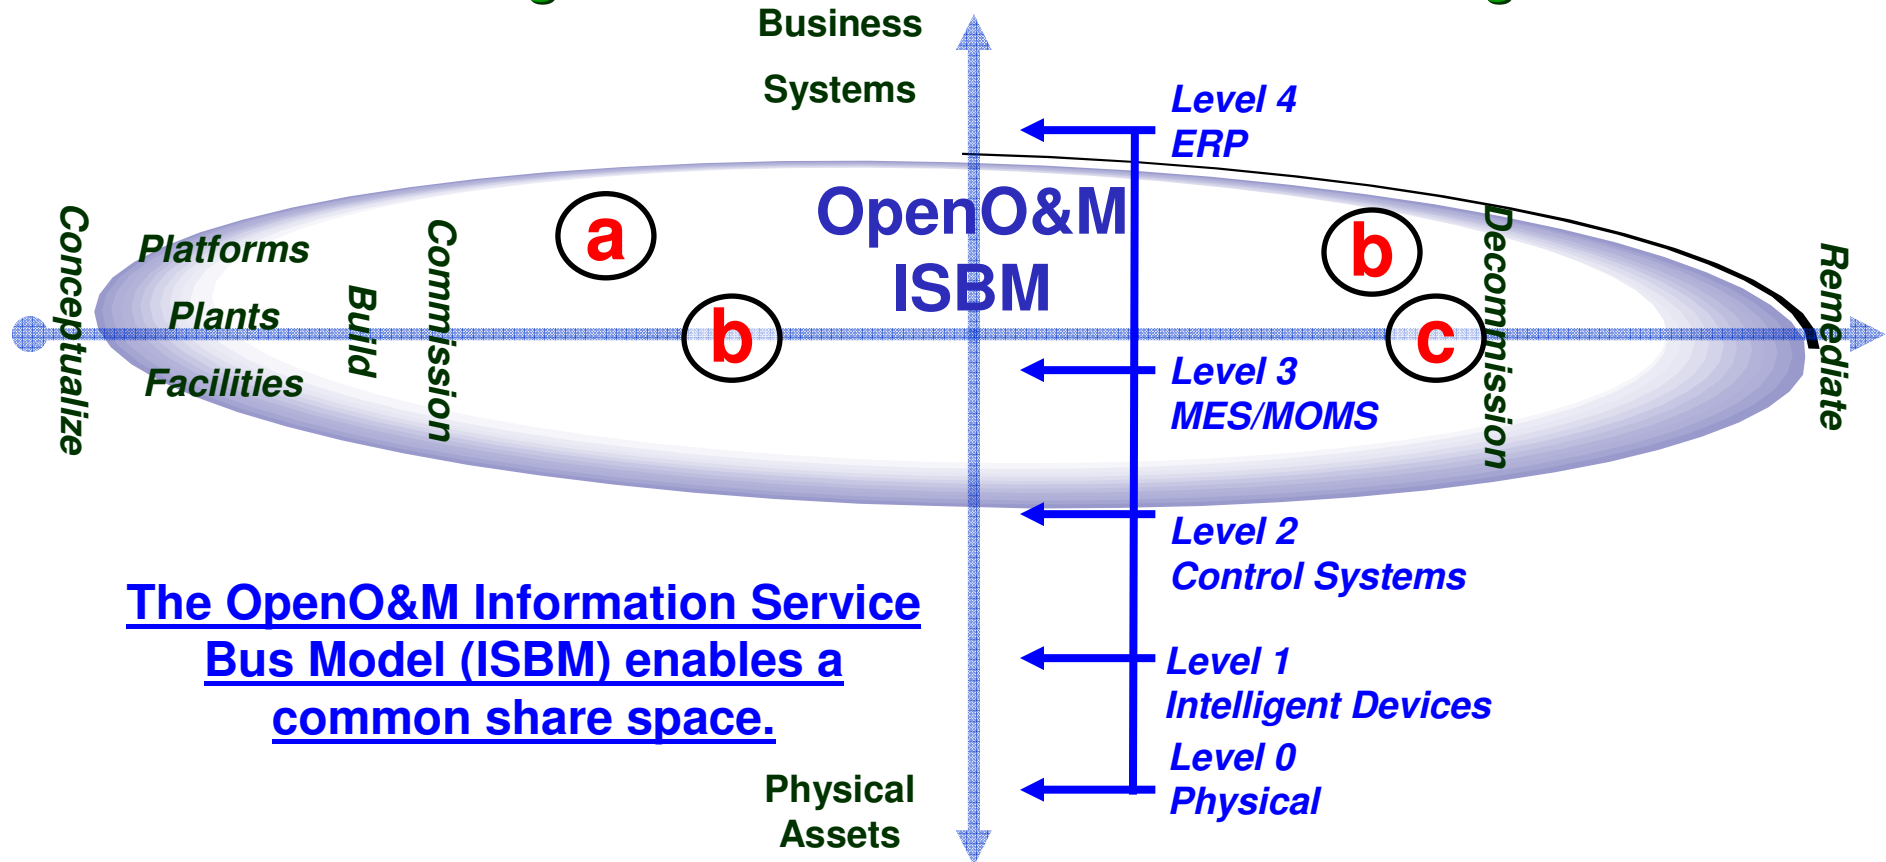 Business
Systems
Level 4
ERP
OpenO&M
ISBM
a
b
b
c
Conceptualize
Platforms
Plants
Facilities
Build
Commission
Decommission
Remediate
Level 3
MES/MOMS
Level 2
Control Systems
The OpenO&M Information Service
Bus Model (ISBM) enables a
common share space.
Level 1
Intelligent Devices
Level 0
Physical
Physical
Assets